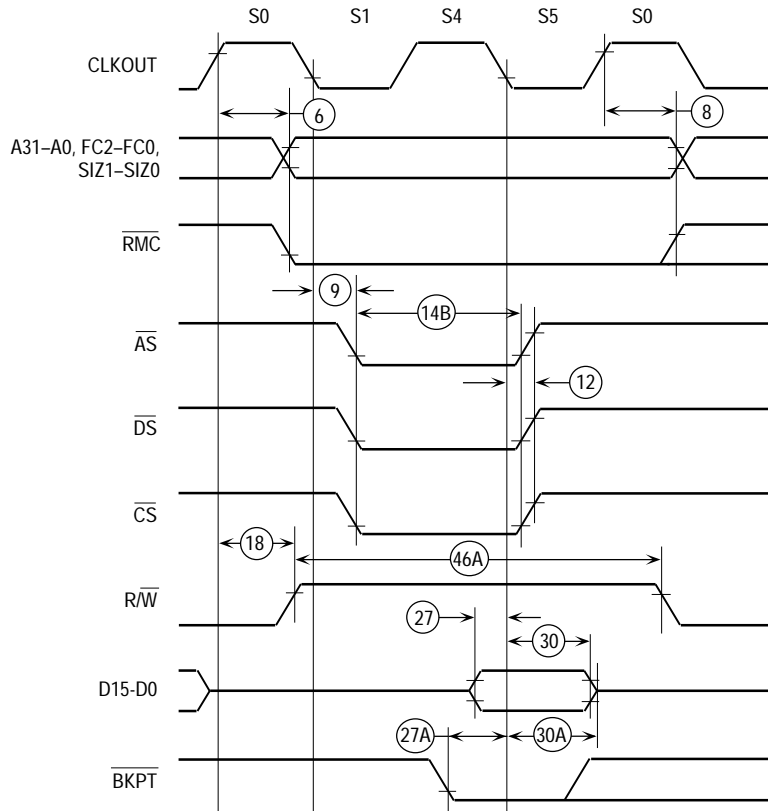 S0 S1 S4 S5 S0
CLKOUT
6 8
A31–A0, FC2–FC0,
SIZ1–SIZ0
RMC
9 14B
AS
12
DS
CS
18 46A
R/W
27 30
D15-D0
27A 30A
BKPT